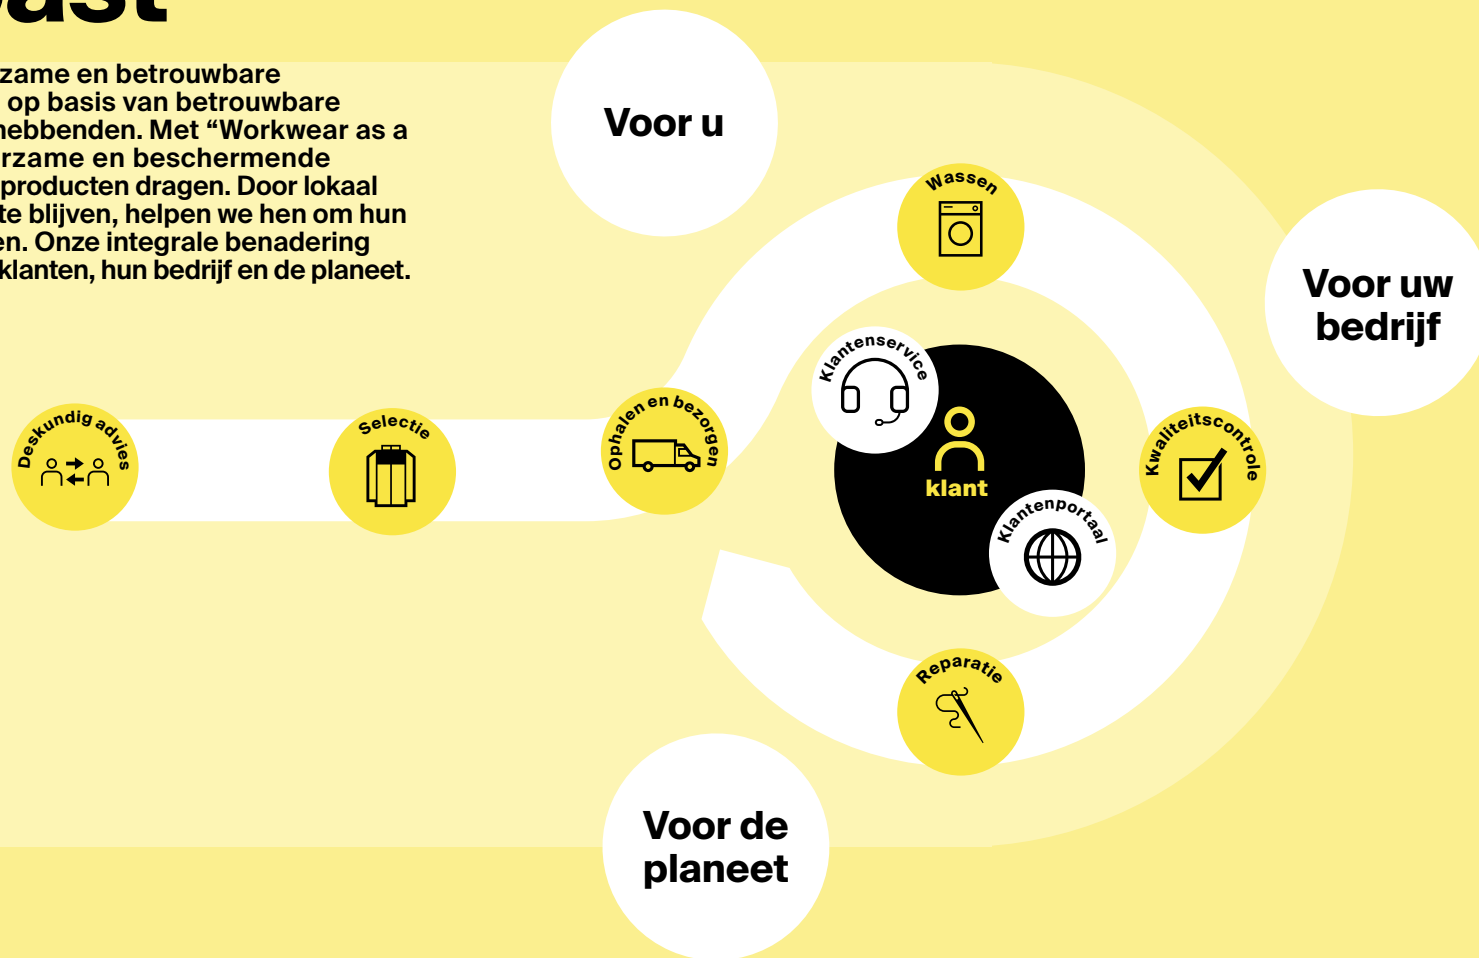 zame en betrouwbare
op basis van betrouwbare
hebbenden. Met “Workwear as a
rzame en beschermende
producten dragen. Door lokaal
te blijven, helpen we hen om hun
en. Onze integrale benadering
klanten, hun bedrijf en de planeet.
Voor u
Voor uw
bedrijf
Wassen
Klantenservice
klant
Klantenportaal
Kwaliteitscontrole
Deskundig advies
Selectie
Ophalen en bezorgen
Reparatie
Voor de
planeet